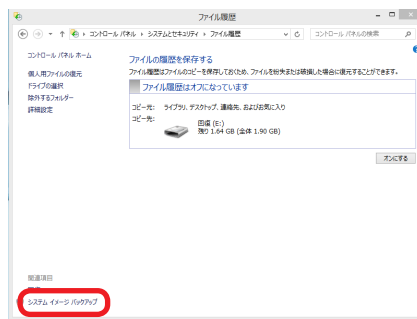 ファイル履歴
コントロール パネル › システムとセキュリティ › ファイル履歴
コントロール パネルの検索
コントロール パネル ホーム
個人用ファイルの復元
ドライブの選択
除外するフォルダー
詳細設定
ファイルの履歴を保存する
ファイル履歴はファイルのコピーを保存しておくため、ファイルを紛失または破損した場合に復元することができます。
ファイル履歴はオフになっています
コピー元: ライブラリ、デスクトップ、連絡先、およびお気に入り
コピー先:
回復 (E:)
残り 1.64 GB (全体 1.90 GB)
オンにする
関連項目
システム イメージ バックアップ